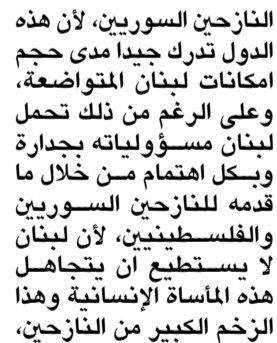 النازحين السوريين، لأن هذه
الدول تدرك جيدا مدى حجم
امكانات لبنان المتواضعة،
وعلى الرغم من ذلك تحمل
لبنان مسؤولياته بجدارة
وبكل اهتمام من خلال ما
قدمه للنازحين السوريين
والفلسطينيين، لأن لبنان
لا يستطيع ان يتجاهل
هذه المأساة الإنسانية وهذا
الزخم الكبير من النازحين،